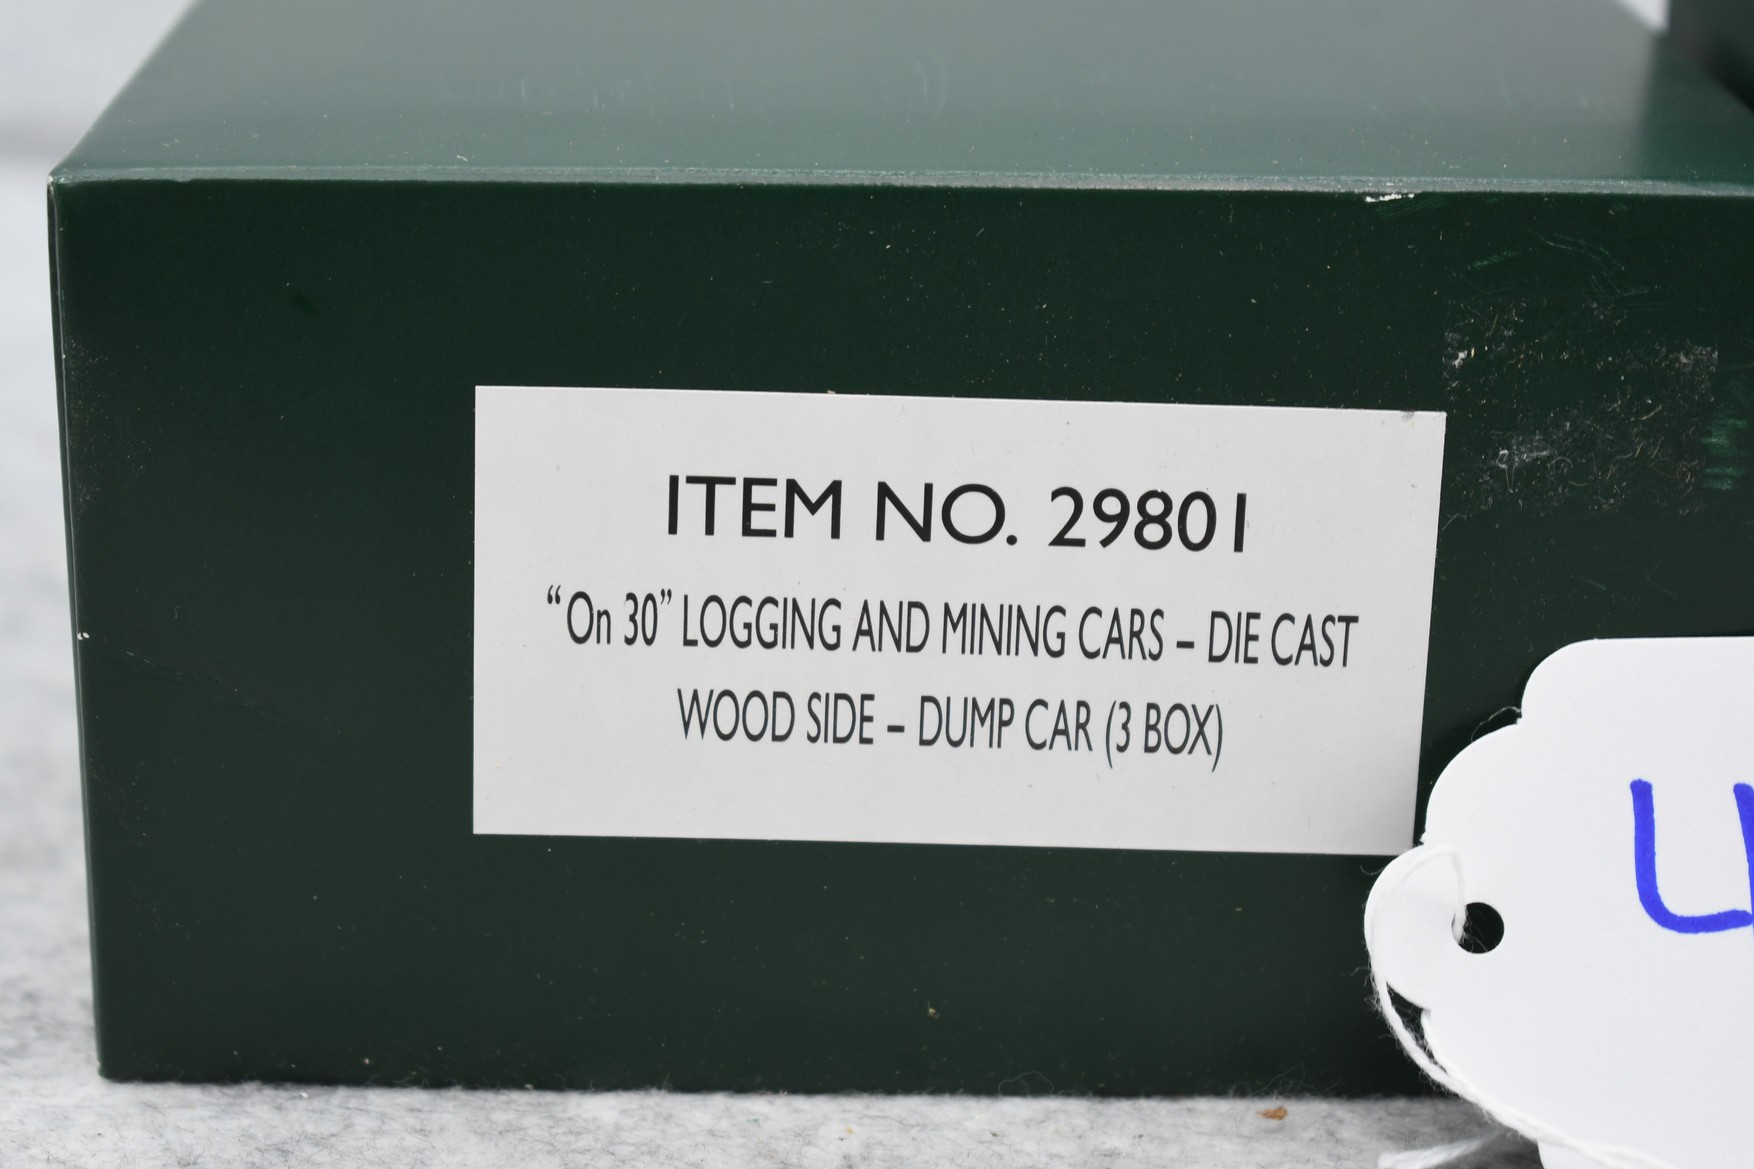 ITEM NO. 29801
“On 30” LOGGING AND MINING CARS – DIE CAST
WOOD SIDE – DUMP CAR (3 BOX)